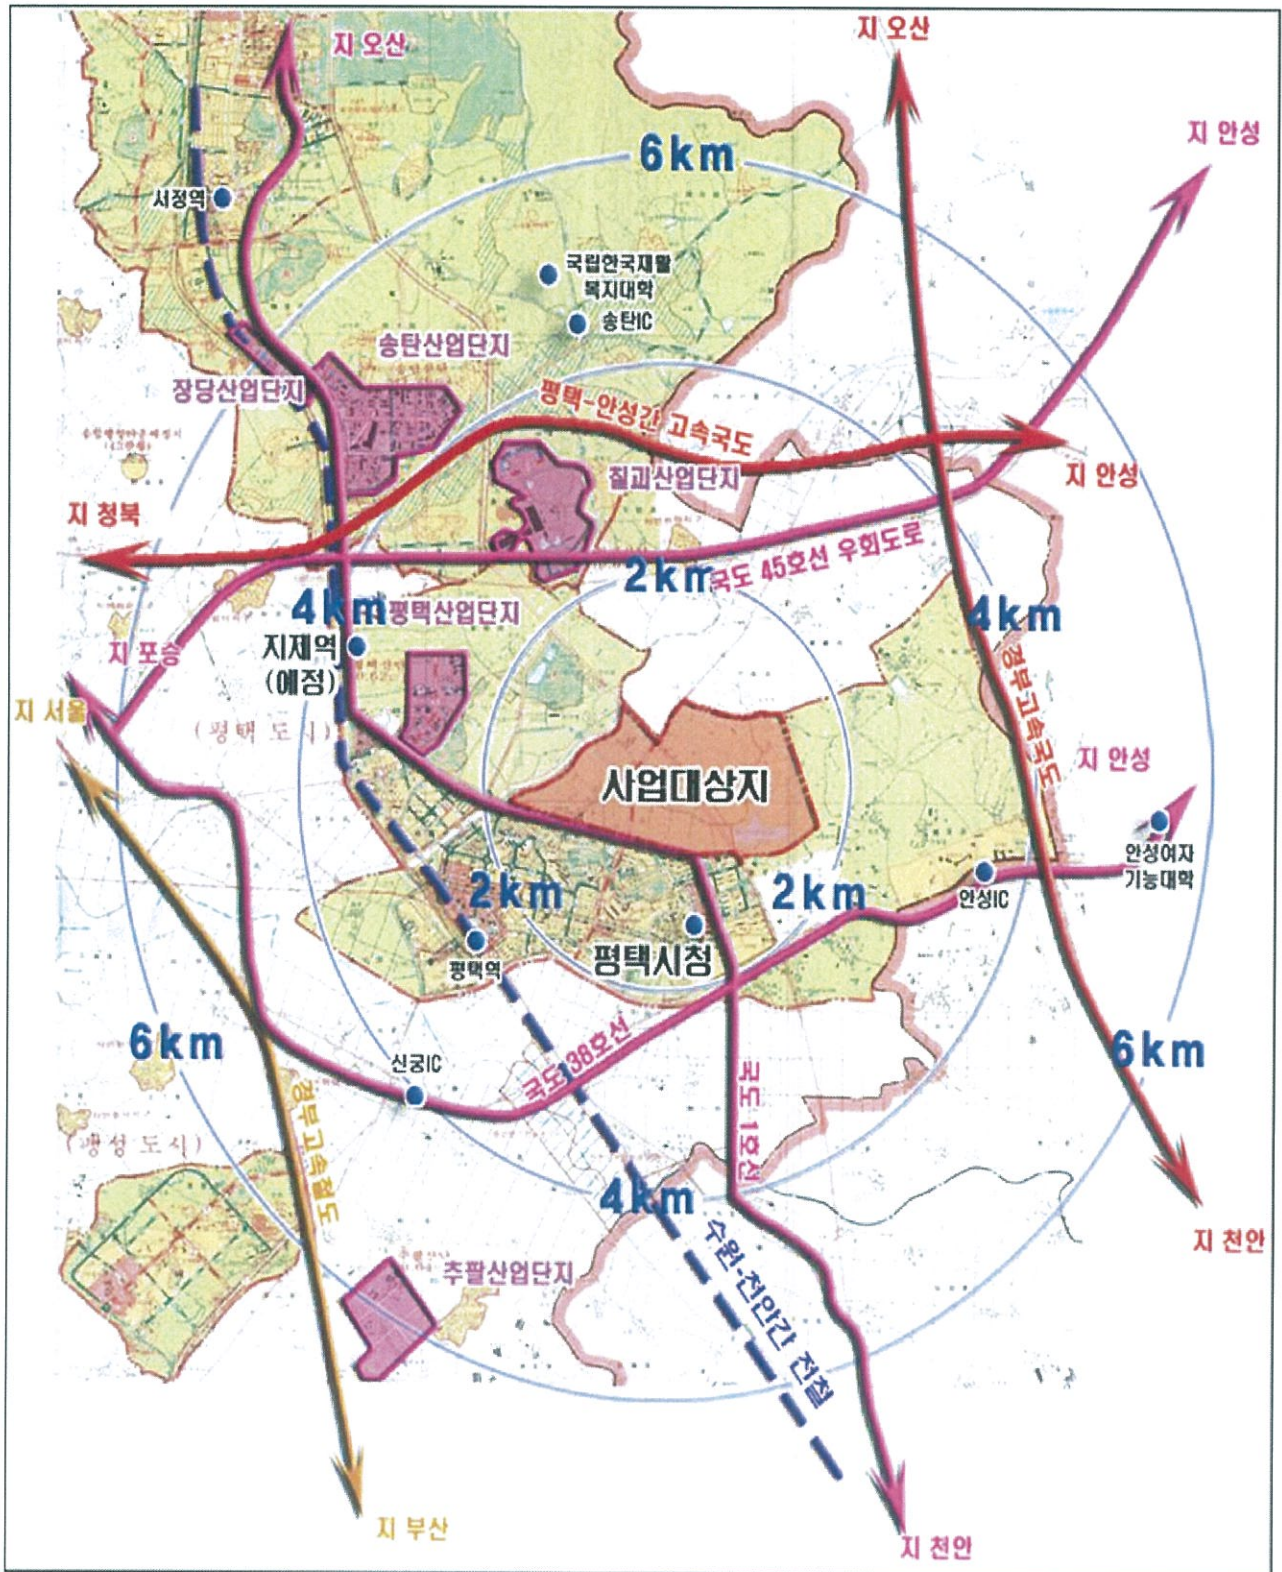 지 오산
지 오산
지 안성
6km
서정역
국립한국재활
복지대학
송탄IC
송탄산업단지
장당산업단지
평택-안성간 고속국도
칠괴산업단지
지 안성
지 청북
국도 45호선 우회도로
2km
4km
평택산업단지
4km
지제역
(예정)
지 포승
경부고속국도
지 서울
(평택 도시)
지 안성
사업대상지
안성여자
기능대학
2km
2km
안성IC
평택시청
평택역
6km
국도 38호선
6km
신궁IC
국도 1호선
경부고속철도
(팽성 도시)
4km
수원-천안간 전철
지 천안
추팔산업단지
지 부산
지 천안